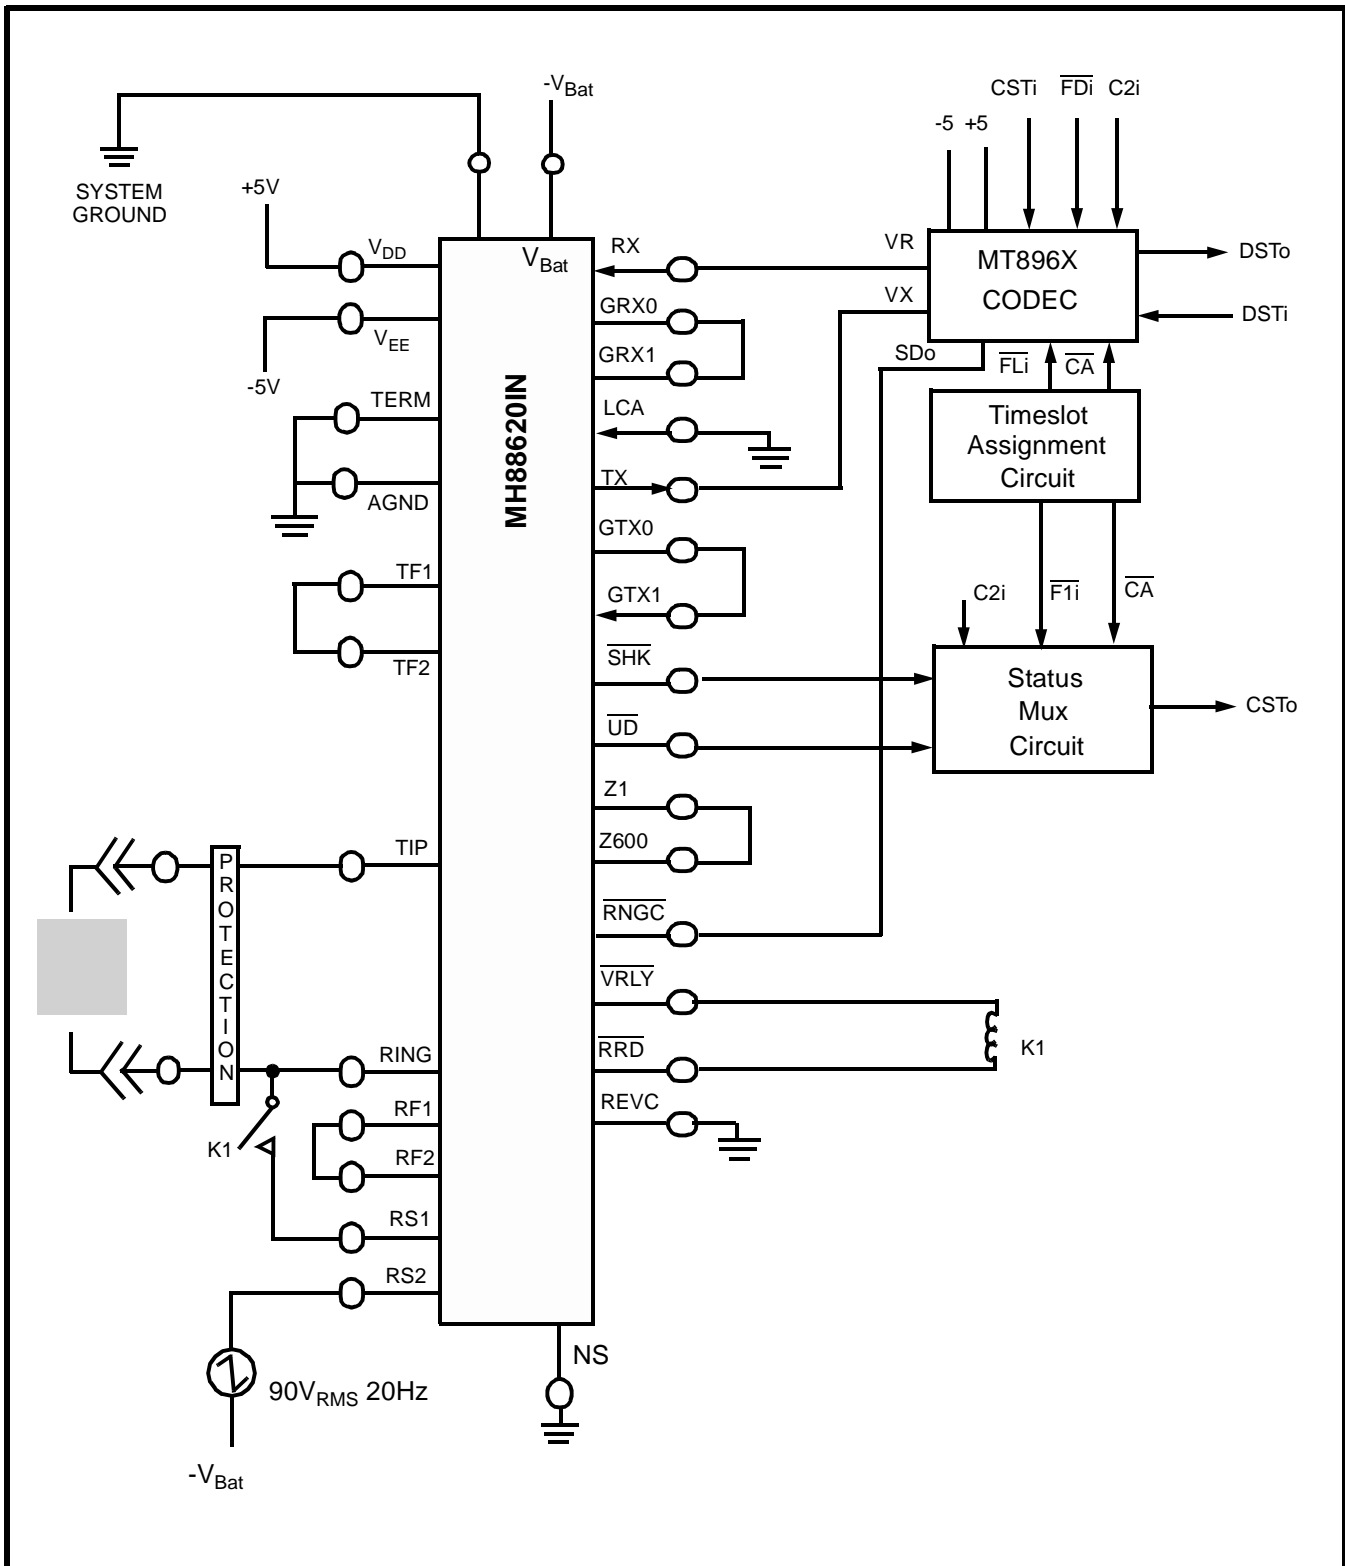 -VBat
CSTi
FDi
C2i
-5
+5
SYSTEM
GROUND
+5V
VDD
VBat
RX
VR
MT896X
CODEC
DSTo
VEE
-5V
GRX0
VX
DSTi
GRX1
SDo
FLi
CA
TERM
LCA
Timeslot
Assignment
Circuit
AGND
MH88620IN
TX
GTX0
TF1
GTX1
C2i
F1i
CA
TF2
SHK
Status
Mux
Circuit
CSTo
UD
Z1
Z600
TIP
PROTECTION
RNGC
VRLY
RING
RRD
K1
RF1
REVC
K1
RF2
RS1
RS2
NS
90VRMS 20Hz
-VBat